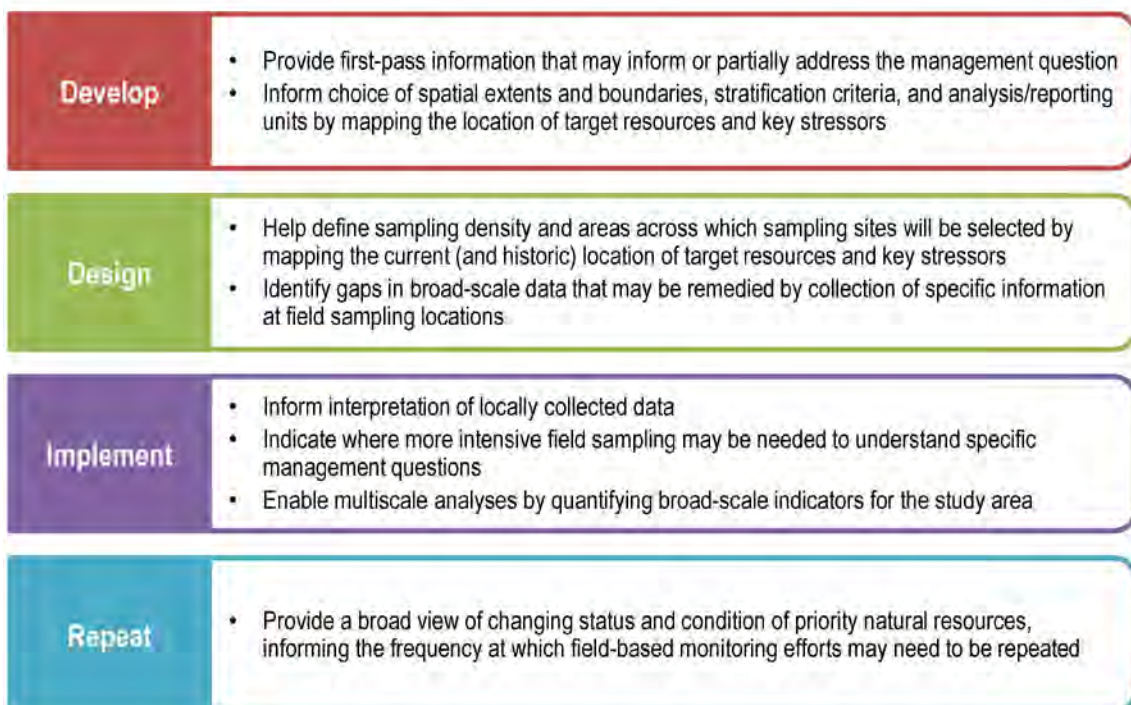 Develop
• Provide first-pass information that may inform or partially address the management question
• Inform choice of spatial extents and boundaries, stratification criteria, and analysis/reporting
units by mapping the location of target resources and key stressors
Design
• Help define sampling density and areas across which sampling sites will be selected by
mapping the current (and historic) location of target resources and key stressors
• Identify gaps in broad-scale data that may be remedied by collection of specific information
at field sampling locations
Implement
• Inform interpretation of locally collected data
• Indicate where more intensive field sampling may be needed to understand specific
management questions
• Enable multiscale analyses by quantifying broad-scale indicators for the study area
Repeat
• Provide a broad view of changing status and condition of priority natural resources,
informing the frequency at which field-based monitoring efforts may need to be repeated